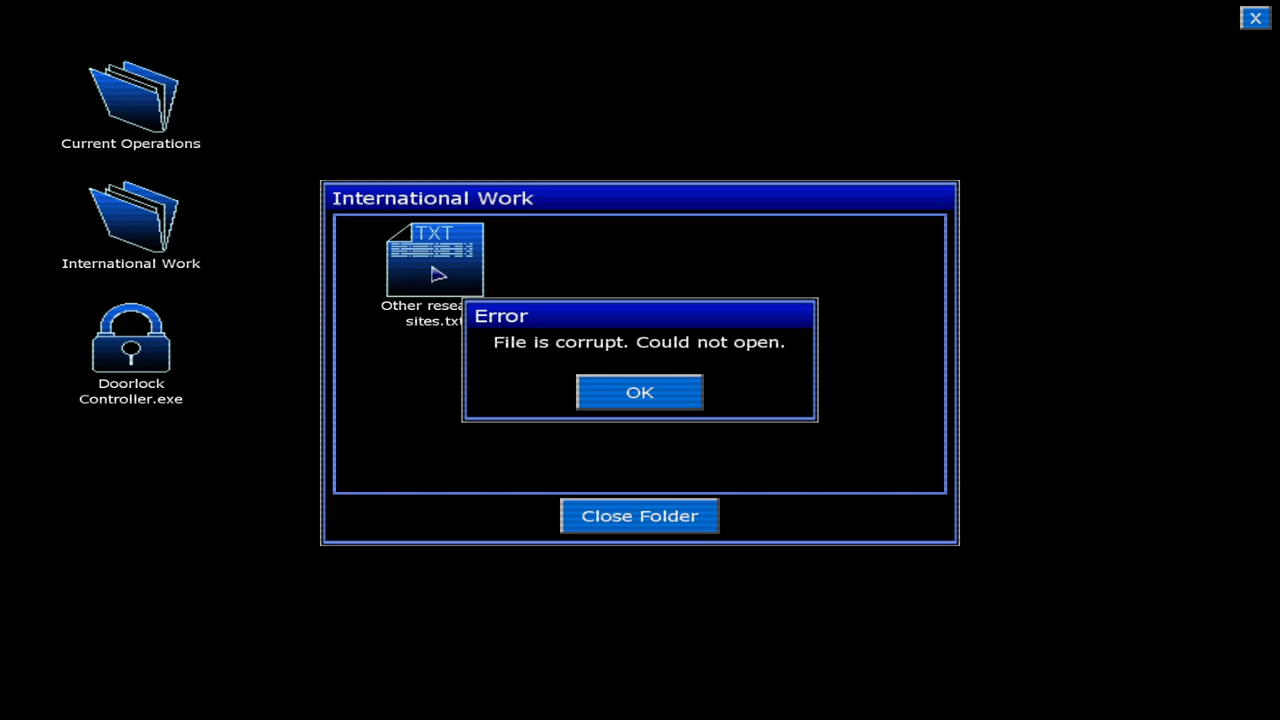 X
Current Operations
International Work
International Work
TXT
Other
sites.txt
Error
File is corrupt. Could not open.
OK
Doorlock
Controller.exe
Close Folder